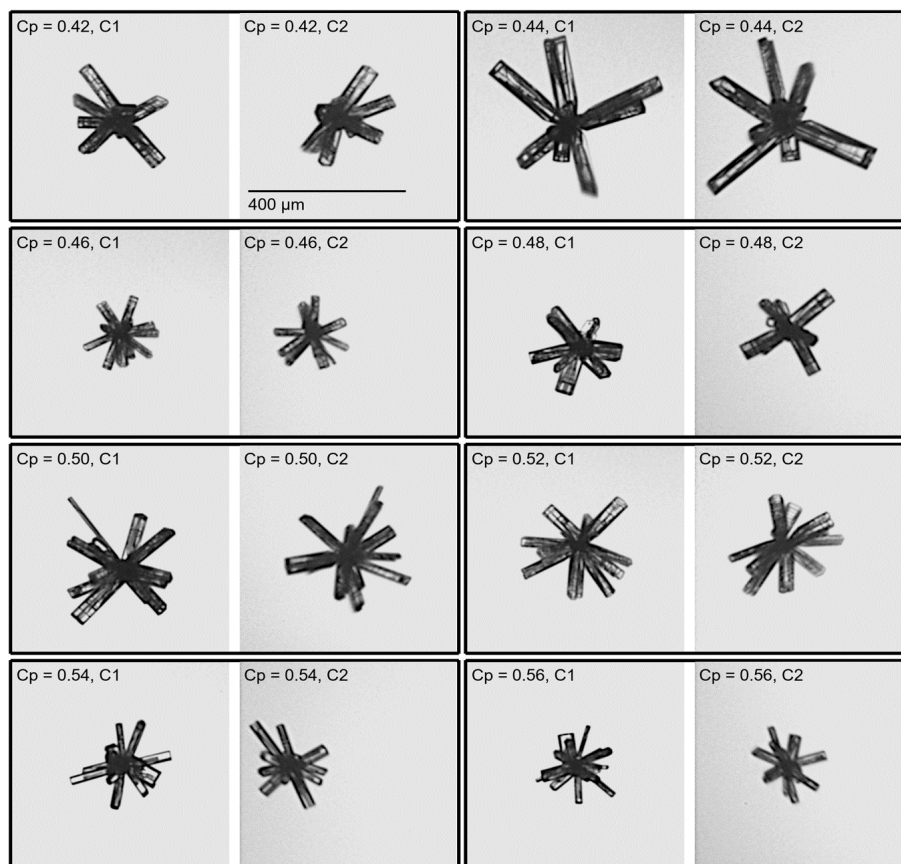 Cp = 0.42, C1
Cp = 0.42, C2
400 µm
Cp = 0.44, C1
Cp = 0.44, C2
Cp = 0.46, C1
Cp = 0.46, C2
Cp = 0.48, C1
Cp = 0.48, C2
Cp = 0.50, C1
Cp = 0.50, C2
Cp = 0.52, C1
Cp = 0.52, C2
Cp = 0.54, C1
Cp = 0.54, C2
Cp = 0.56, C1
Cp = 0.56, C2